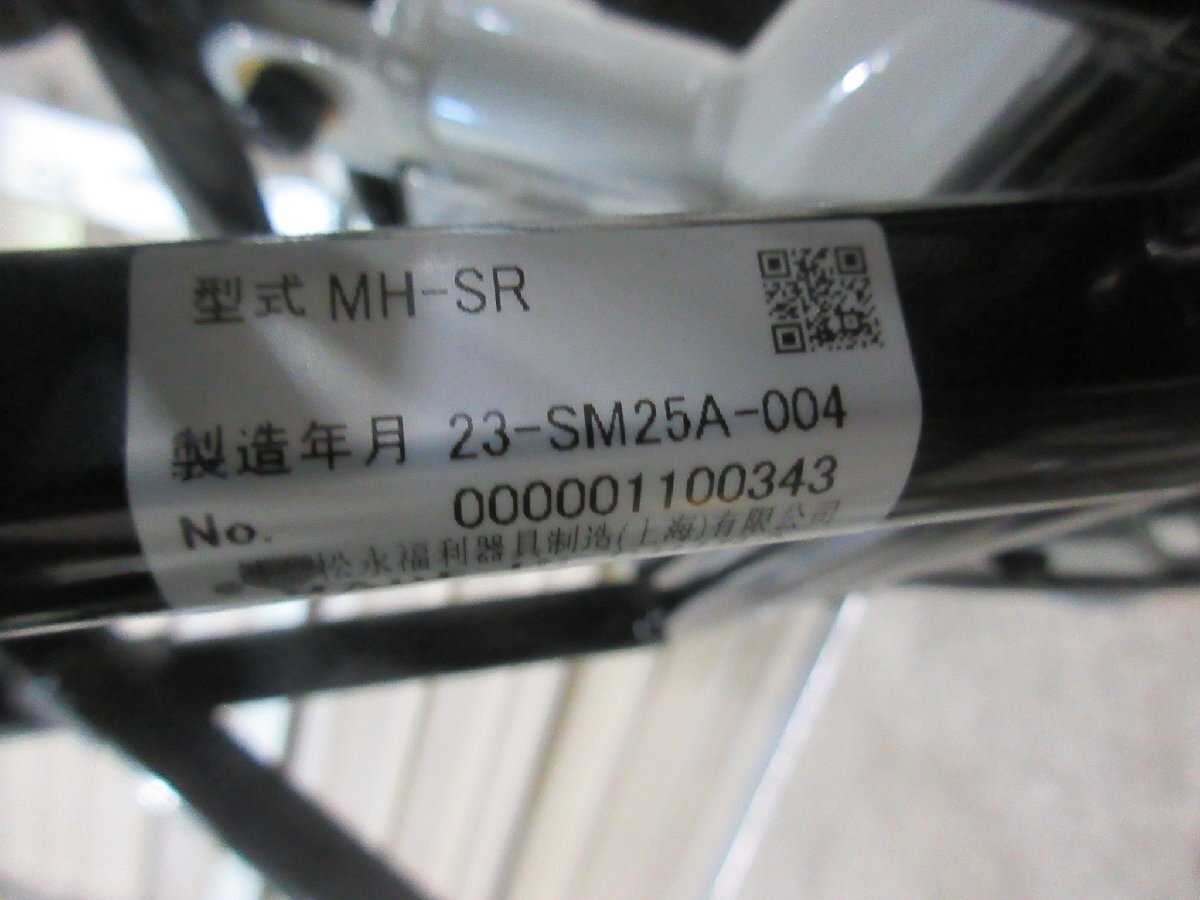 型式 MH-SR
製造年月 23-SM25A-004
No. 000001100343
松永福利器具制造(上海)有限公司